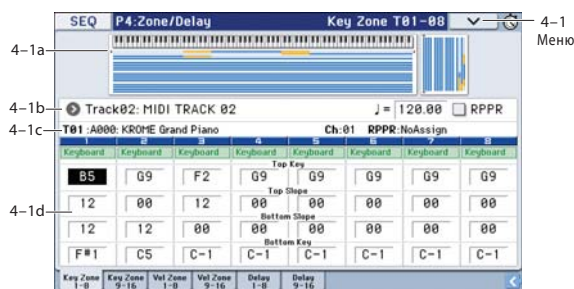 SEQ P4:Zone/Delay Key Zone T01-08
4-1
Меню
4-1a
4-1b
Track02: MIDI TRACK 02 ♩= 120.00 RPPR
4-1c
T01 :A000: KROME Grand Piano Ch:01 RPPR:NoAssign
1 2 3 4 5 6 7 8
Keyboard Keyboard Keyboard Keyboard Keyboard Keyboard Keyboard Keyboard
Top Key
B5 G9 F2 G9 G9 G9 G9 G9
Top Slope
4-1d
12 00 12 00 00 00 00 00
Bottom Slope
12 12 00 00 00 00 00 00
Bottom Key
F#1 C5 C-1 C-1 C-1 C-1 C-1 C-1
Key Zone 1-8 Key Zone 9-16 Vel Zone 1-8 Vel Zone 9-16 Delay 1-8 Delay 9-16